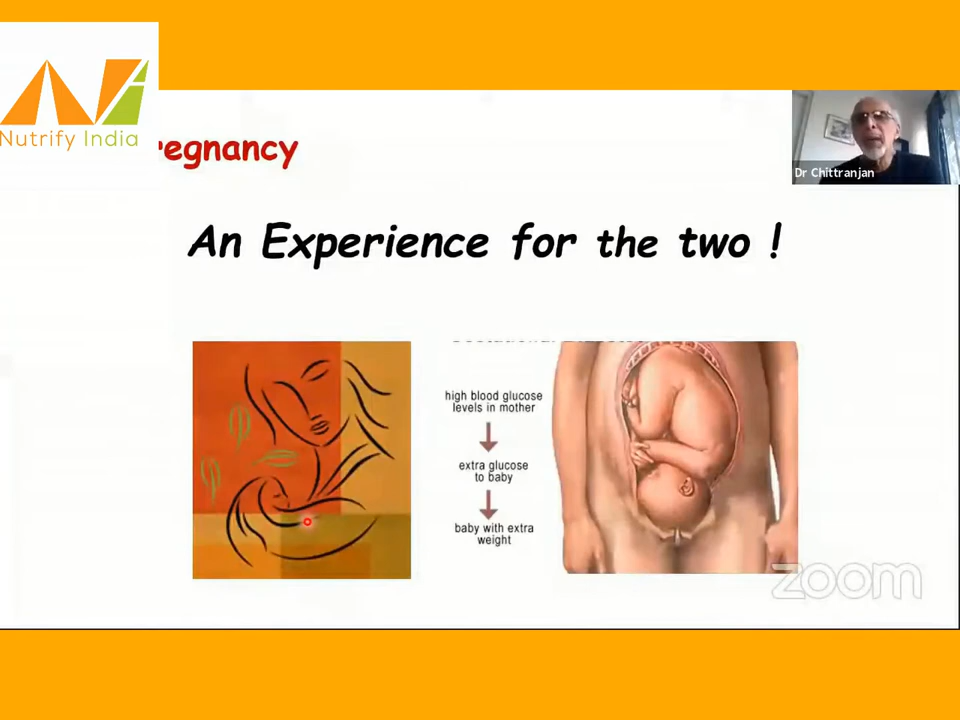 Nutrify India
regnancy
Dr Chittranjan
An Experience for the two !
high blood glucose
levels in mother
extra glucose
to baby
baby with extra
weight
zoom